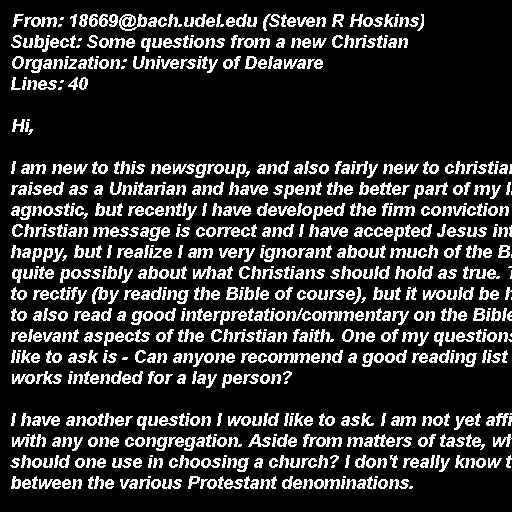 From: 18669@bach.udel.edu (Steven R Hoskins)
Subject: Some questions from a new Christian
Organization: University of Delaware
Lines: 40

Hi,

I am new to this newsgroup, and also fairly new to christian
raised as a Unitarian and have spent the better part of my
agnostic, but recently I have developed the firm conviction
Christian message is correct and I have accepted Jesus
happy, but I realize I am very ignorant about much of the
quite possibly about what Christians should hold as true.
to rectify (by reading the Bible of course), but it would be
to also read a good interpretation/commentary on the Bible
relevant aspects of the Christian faith. One of my questions
like to ask is - Can anyone recommend a good reading list
works intended for a lay person?

I have another question I would like to ask. I am not yet
with any one congregation. Aside from matters of taste,
should one use in choosing a church? I don't really know
between the various Protestant denominations.